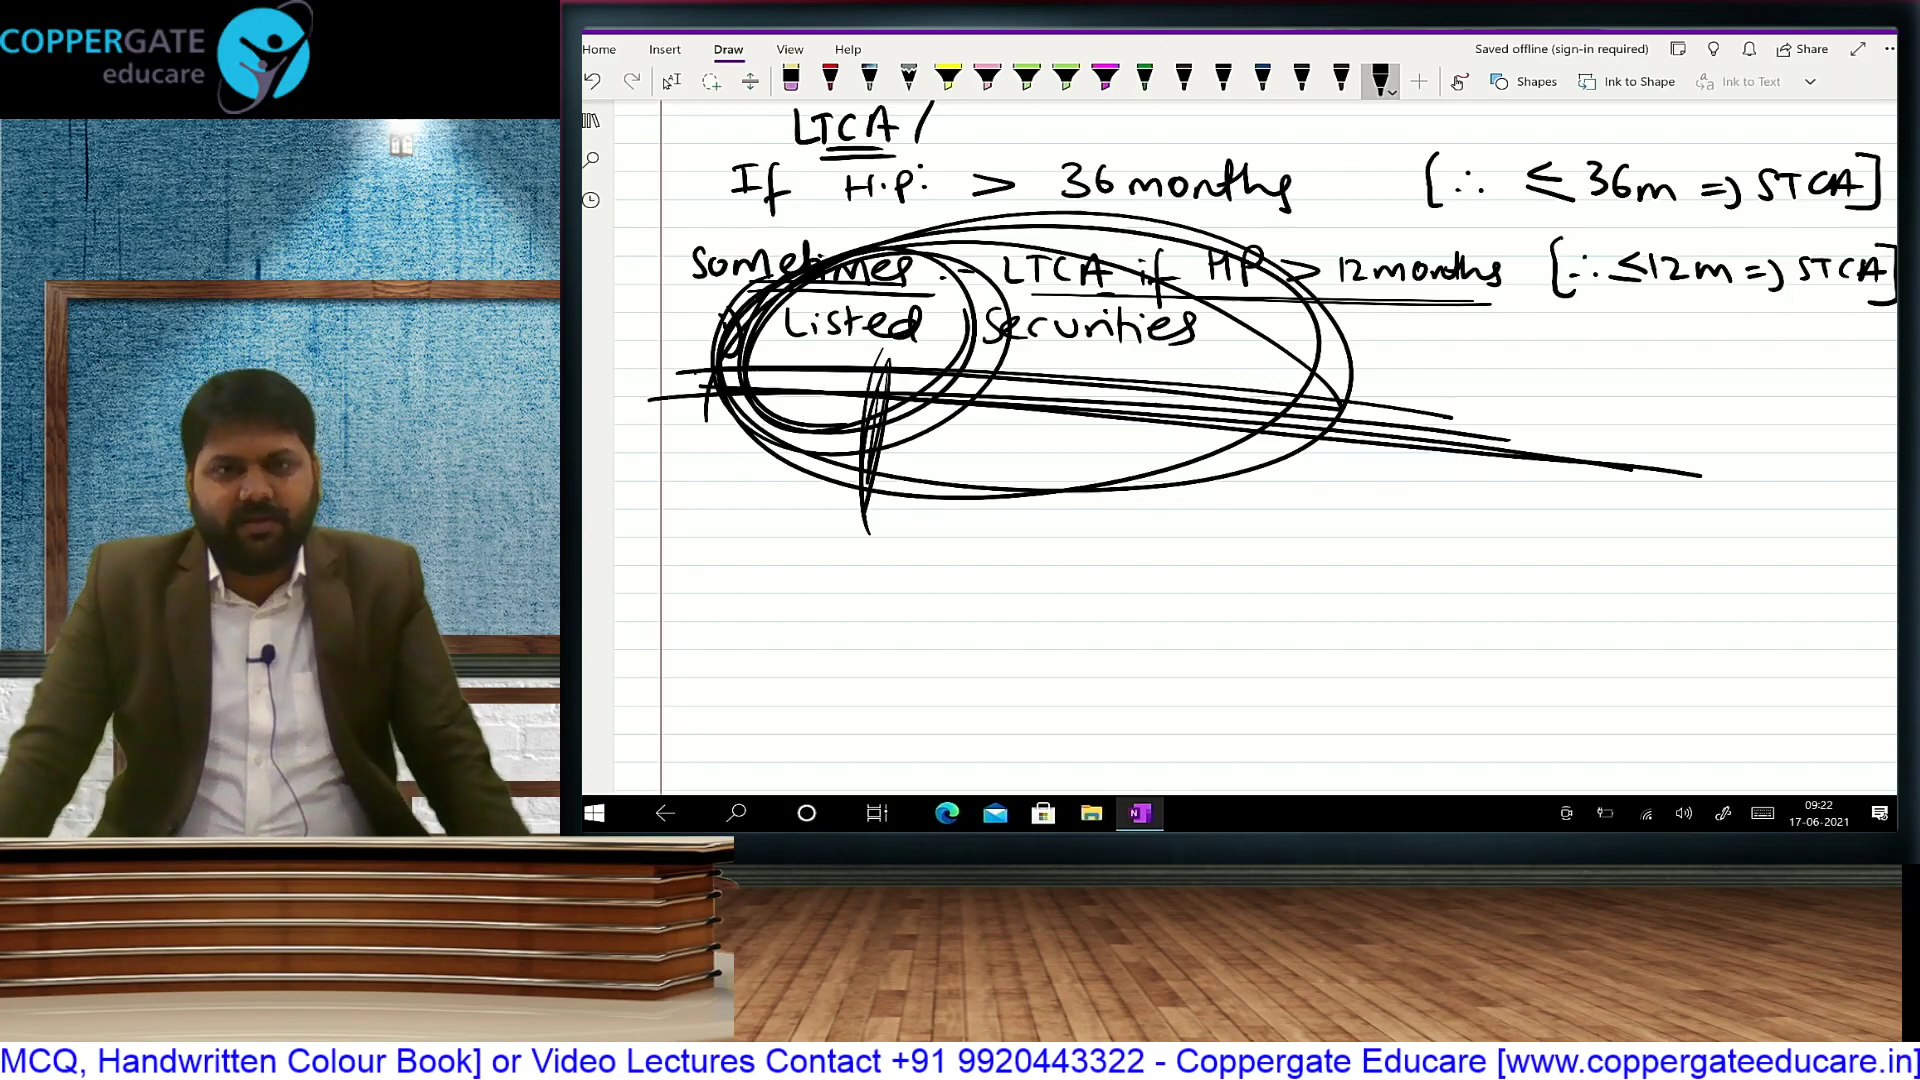 COPPERGATE
educare
Home Insert Draw View Help Saved offline (sign-in required) Share
Shapes Ink to Shape Ink to Text
LTCA /
If H.P. > 36 months [∴ ≤ 36m => STCA]
Sometimes :- LTCA if HP > 12 months [∴ ≤12m => STCA]
i) Listed Securities
09:22
17-06-2021
MCQ, Handwritten Colour Book] or Video Lectures Contact +91 9920443322 - Coppergate Educare [www.coppergateeducare.in]